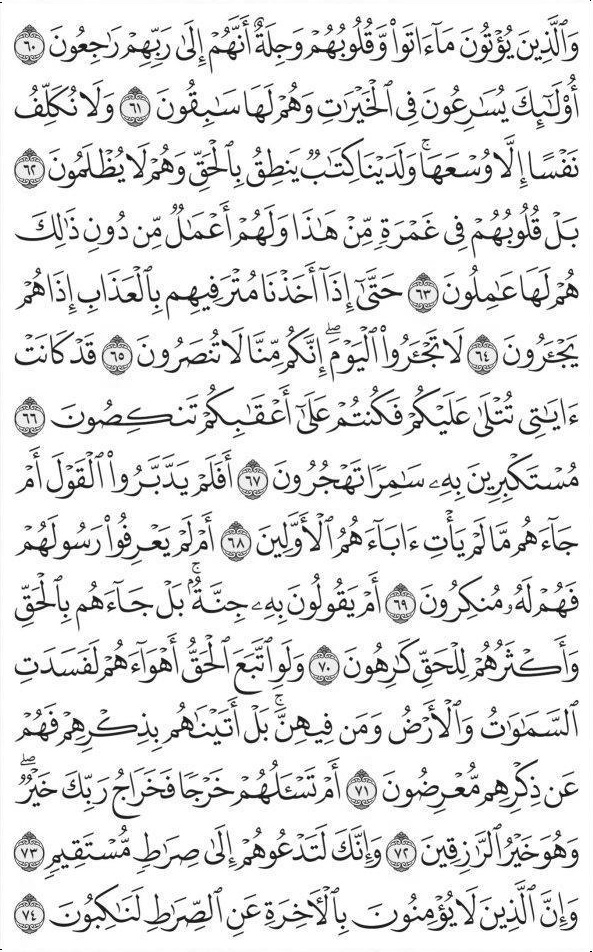 وَٱلَّذِينَ يُؤْتُونَ مَآ ءَاتَوا۟ وَّقُلُوبُهُمْ وَجِلَةٌ أَنَّهُمْ إِلَىٰ رَبِّهِمْ رَٰجِعُونَ ٦٠
أُو۟لَـٰٓئِكَ يُسَـٰرِعُونَ فِى ٱلْخَيْرَٰتِ وَهُمْ لَهَا سَـٰبِقُونَ ٦١ وَلَا نُكَلِّفُ
نَفْسًا إِلَّا وُسْعَهَا ۚ وَلَدَيْنَا كِتَـٰبٌ يَنطِقُ بِٱلْحَقِّ وَهُمْ لَا يُظْلَمُونَ ٦٢
بَلْ قُلُوبُهُمْ فِى غَمْرَةٍ مِّنْ هَـٰذَا وَلَهُمْ أَعْمَـٰلٌ مِّن دُونِ ذَٰلِكَ
هُمْ لَهَا عَـٰمِلُونَ ٦٣ حَتَّىٰٓ إِذَآ أَخَذْنَا مُتْرَفِيهِم بِٱلْعَذَابِ إِذَا هُمْ
يَجْـَٔرُونَ ٦٤ لَا تَجْـَٔرُوا۟ ٱلْيَوْمَ ۖ إِنَّكُم مِّنَّا لَا تُنصَرُونَ ٦٥ قَدْ كَانَتْ
ءَايَـٰتِى تُتْلَىٰ عَلَيْكُمْ فَكُنتُمْ عَلَىٰٓ أَعْقَـٰبِكُمْ تَنكِصُونَ ٦٦
مُسْتَكْبِرِينَ بِهِۦ سَـٰمِرًا تَهْجُرُونَ ٦٧ أَفَلَمْ يَدَّبَّرُوا۟ ٱلْقَوْلَ أَمْ
جَآءَهُم مَّا لَمْ يَأْتِ ءَابَآءَهُمُ ٱلْأَوَّلِينَ ٦٨ أَمْ لَمْ يَعْرِفُوا۟ رَسُولَهُمْ
فَهُمْ لَهُۥ مُنكِرُونَ ٦٩ أَمْ يَقُولُونَ بِهِۦ جِنَّةٌۢ ۚ بَلْ جَآءَهُم بِٱلْحَقِّ
وَأَكْثَرُهُمْ لِلْحَقِّ كَـٰرِهُونَ ٧٠ وَلَوِ ٱتَّبَعَ ٱلْحَقُّ أَهْوَآءَهُمْ لَفَسَدَتِ
ٱلسَّمَـٰوَٰتُ وَٱلْأَرْضُ وَمَن فِيهِنَّ ۚ بَلْ أَتَيْنَـٰهُم بِذِكْرِهِمْ فَهُمْ
عَن ذِكْرِهِم مُّعْرِضُونَ ٧١ أَمْ تَسْـَٔلُهُمْ خَرْجًا فَخَرَاجُ رَبِّكَ خَيْرٌ ۖ
وَهُوَ خَيْرُ ٱلرَّٰزِقِينَ ٧٢ وَإِنَّكَ لَتَدْعُوهُمْ إِلَىٰ صِرَٰطٍ مُّسْتَقِيمٍ ٧٣
وَإِنَّ ٱلَّذِينَ لَا يُؤْمِنُونَ بِٱلْـَٔاخِرَةِ عَنِ ٱلصِّرَٰطِ لَنَـٰكِبُونَ ٧٤